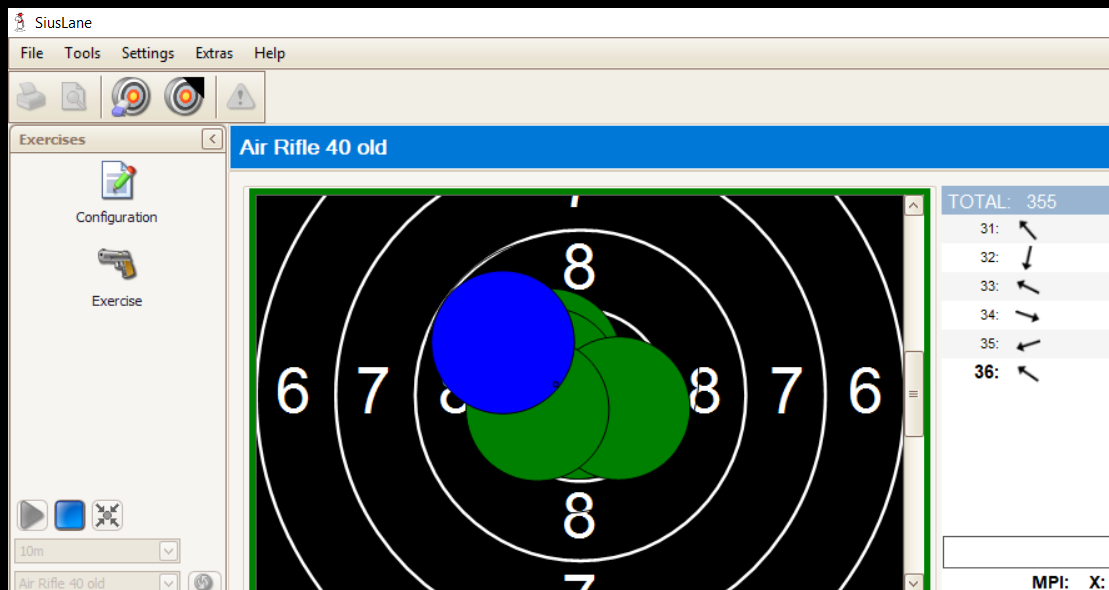 SiusLane
File Tools Settings Extras Help
Exercises
Air Rifle 40 old
Configuration
Exercise
10m
Air Rifle 40 old
7
8
6 7 8 8 7 6
8
7
TOTAL: 355
31:
32:
33:
34:
35:
36:
MPI: X: